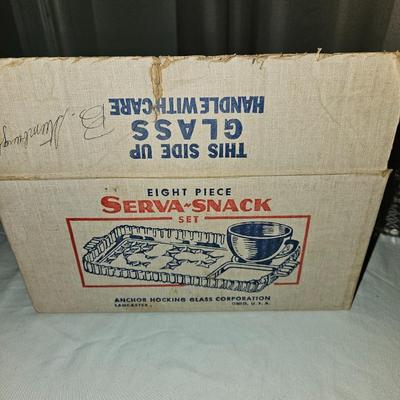 THIS SIDE UP
GLASS
HANDLE WITH CARE
B.
EIGHT PIECE
SERVA-SNACK
SET
ANCHOR HOCKING GLASS CORPORATION
LANCASTER, OHIO, U.S.A.